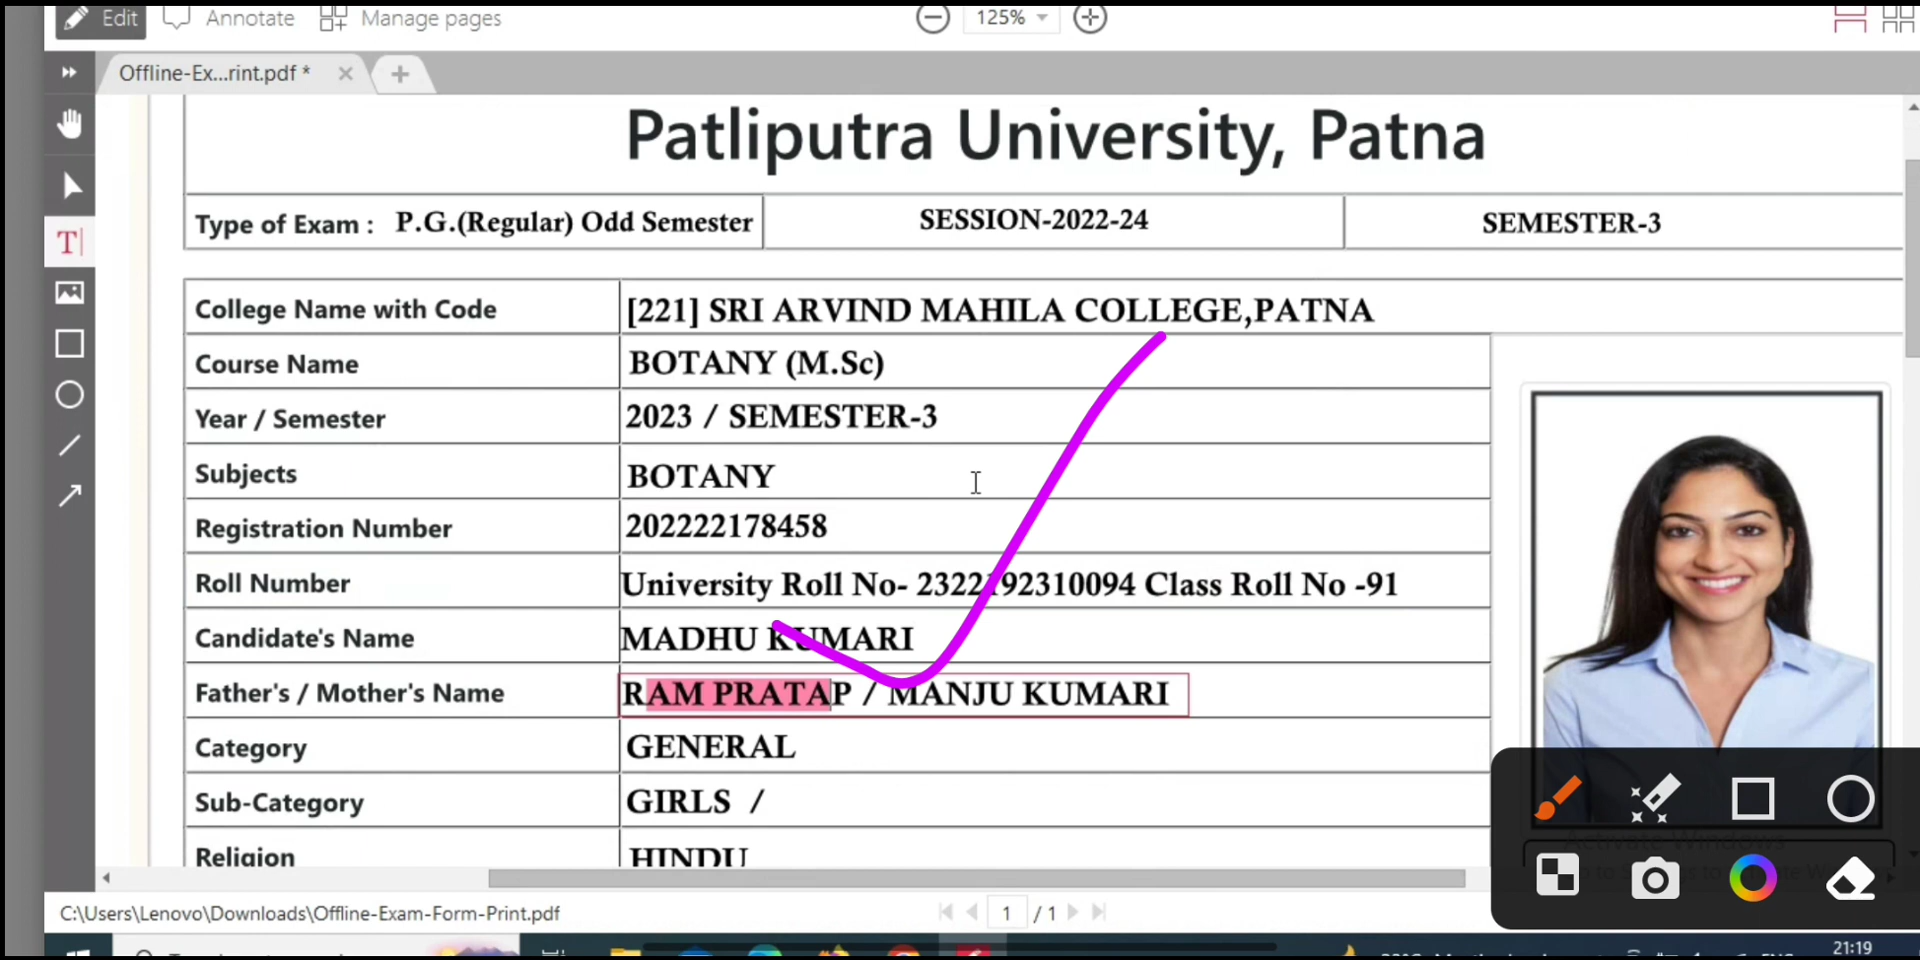 Edit Annotate Manage pages 125%
Offline-Ex...rint.pdf *
Patliputra University, Patna
Type of Exam : P.G.(Regular) Odd Semester SESSION-2022-24 SEMESTER-3
College Name with Code [221] SRI ARVIND MAHILA COLLEGE,PATNA
Course Name BOTANY (M.Sc)
Year / Semester 2023 / SEMESTER-3
Subjects BOTANY
Registration Number 202222178458
Roll Number University Roll No- 2322192310094 Class Roll No -91
Candidate's Name MADHU KUMARI
Father's / Mother's Name RAM PRATAP / MANJU KUMARI
Category GENERAL
Sub-Category GIRLS /
Religion HINDU
Activate Windows
C:\Users\Lenovo\Downloads\Offline-Exam-Form-Print.pdf 1 / 1
21:19